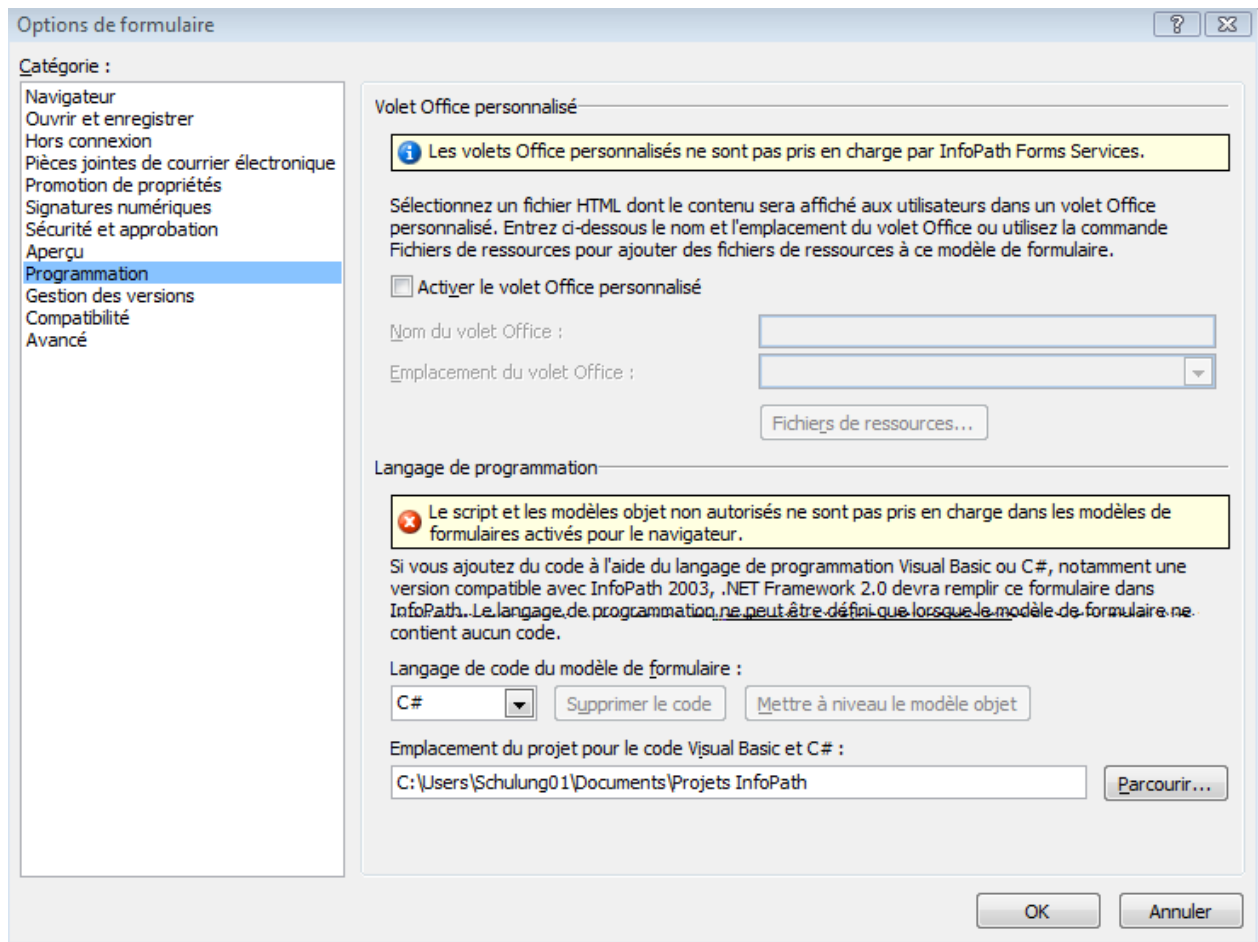 Options de formulaire
Catégorie :
Navigateur
Ouvrir et enregistrer
Hors connexion
Pièces jointes de courrier électronique
Promotion de propriétés
Signatures numériques
Sécurité et approbation
Aperçu
Programmation
Gestion des versions
Compatibilité
Avancé
Volet Office personnalisé
Les volets Office personnalisés ne sont pas pris en charge par InfoPath Forms Services.
Sélectionnez un fichier HTML dont le contenu sera affiché aux utilisateurs dans un volet Office
personnalisé. Entrez ci-dessous le nom et l'emplacement du volet Office ou utilisez la commande
Fichiers de ressources pour ajouter des fichiers de ressources à ce modèle de formulaire.
Activer le volet Office personnalisé
Nom du volet Office :
Emplacement du volet Office :
Fichiers de ressources...
Langage de programmation
Le script et les modèles objet non autorisés ne sont pas pris en charge dans les modèles de
formulaires activés pour le navigateur.
Si vous ajoutez du code à l'aide du langage de programmation Visual Basic ou C#, notamment une
version compatible avec InfoPath 2003, .NET Framework 2.0 devra remplir ce formulaire dans
InfoPath. Le langage de programmation ne peut être défini que lorsque le modèle de formulaire ne
contient aucun code.
Langage de code du modèle de formulaire :
C#
Supprimer le code
Mettre à niveau le modèle objet
Emplacement du projet pour le code Visual Basic et C# :
C:\Users\Schulung01\Documents\Projets InfoPath
Parcourir...
OK
Annuler